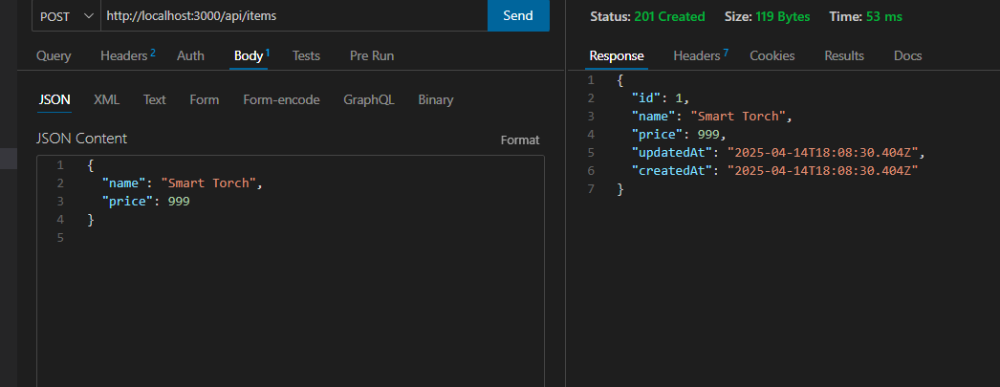 POST http://localhost:3000/api/items Send
Query Headers 2 Auth Body 1 Tests Pre Run
JSON XML Text Form Form-encode GraphQL Binary
JSON Content Format
1 {
2 "name": "Smart Torch",
3 "price": 999
4 }
5
Status: 201 Created Size: 119 Bytes Time: 53 ms
Response Headers 7 Cookies Results Docs
1 {
2 "id": 1,
3 "name": "Smart Torch",
4 "price": 999,
5 "updatedAt": "2025-04-14T18:08:30.404Z",
6 "createdAt": "2025-04-14T18:08:30.404Z"
7 }